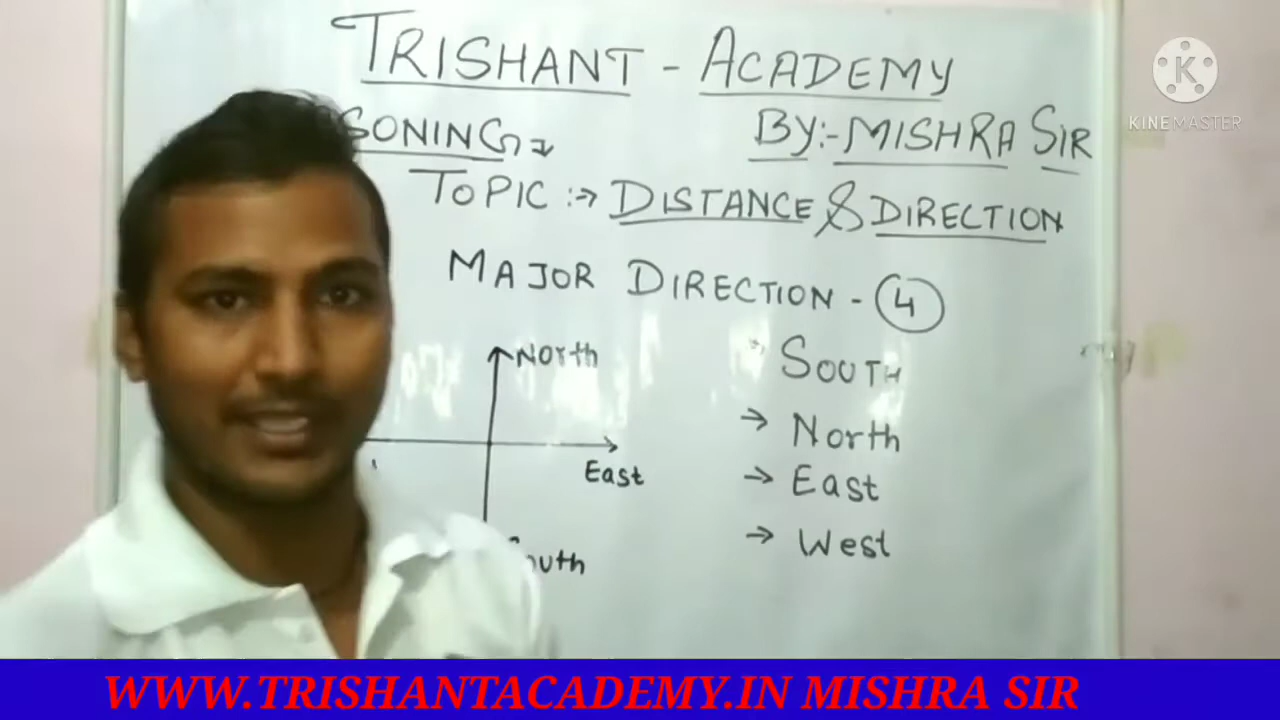 TRISHANT - ACADEMY
K
KINEMASTER
SONING
BY:- MISHRA SIR
TOPIC :→ DISTANCE & DIRECTION
MAJOR DIRECTION - 4
North
East
South
→ North
→ East
→ West
WWW.TRISHANTACADEMY.IN MISHRA SIR